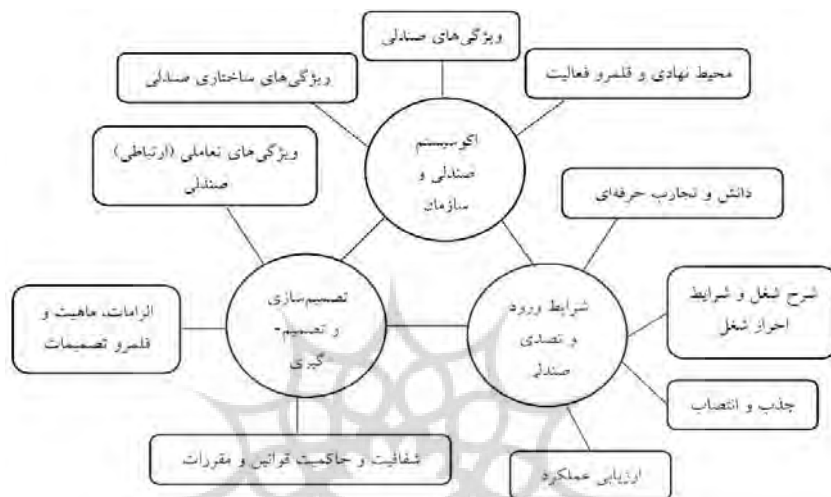 ویژگی‌های صندلی
محیط نهادی و قلمرو فعالیت
ویژگی‌های ساختاری صندلی
اکوسیستم
صندلی و
سازمان
ویژگی‌های تعاملی (ارتباطی)
صندلی
دانش و تجارب حرفه‌ای
تصمیم‌سازی
و تصمیم-
گیری
شرایط ورود
و تصدی
صندلی
الزامات، ماهیت و
قلمرو تصمیمات
شرح شغل و شرایط
احراز شغل
جذب و انتصاب
شفافیت و حاکمیت قوانین و مقررات
ارزیابی عملکرد